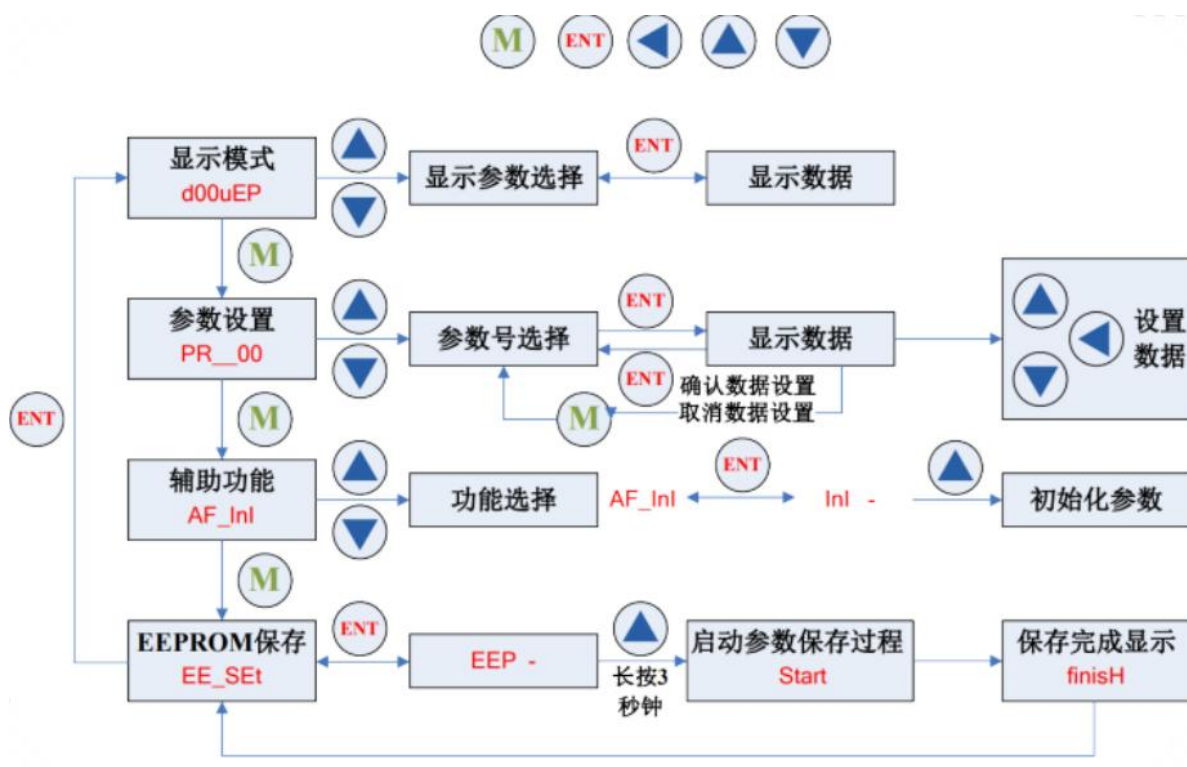 M ENT
显示模式
d00uEP
显示参数选择
ENT
显示数据
M
参数设置
PR__00
参数号选择
ENT
显示数据
ENT
确认数据设置
取消数据设置
M
设置
数据
ENT
M
辅助功能
AF_InI
功能选择
AF_InI
ENT
InI -
初始化参数
M
EEPROM保存
EE_SEt
ENT
EEP -
长按3
秒钟
启动参数保存过程
Start
保存完成显示
finisH